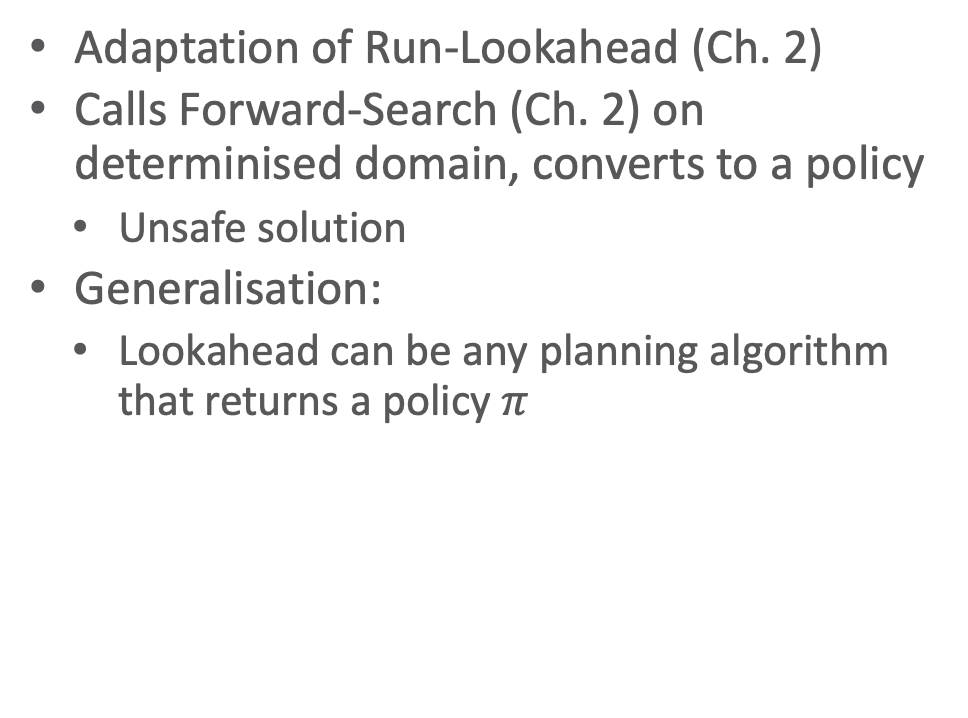 • Adaptation of Run-Lookahead (Ch. 2)
• Calls Forward-Search (Ch. 2) on
determinised domain, converts to a policy
• Unsafe solution
• Generalisation:
• Lookahead can be any planning algorithm
that returns a policy 𝜋